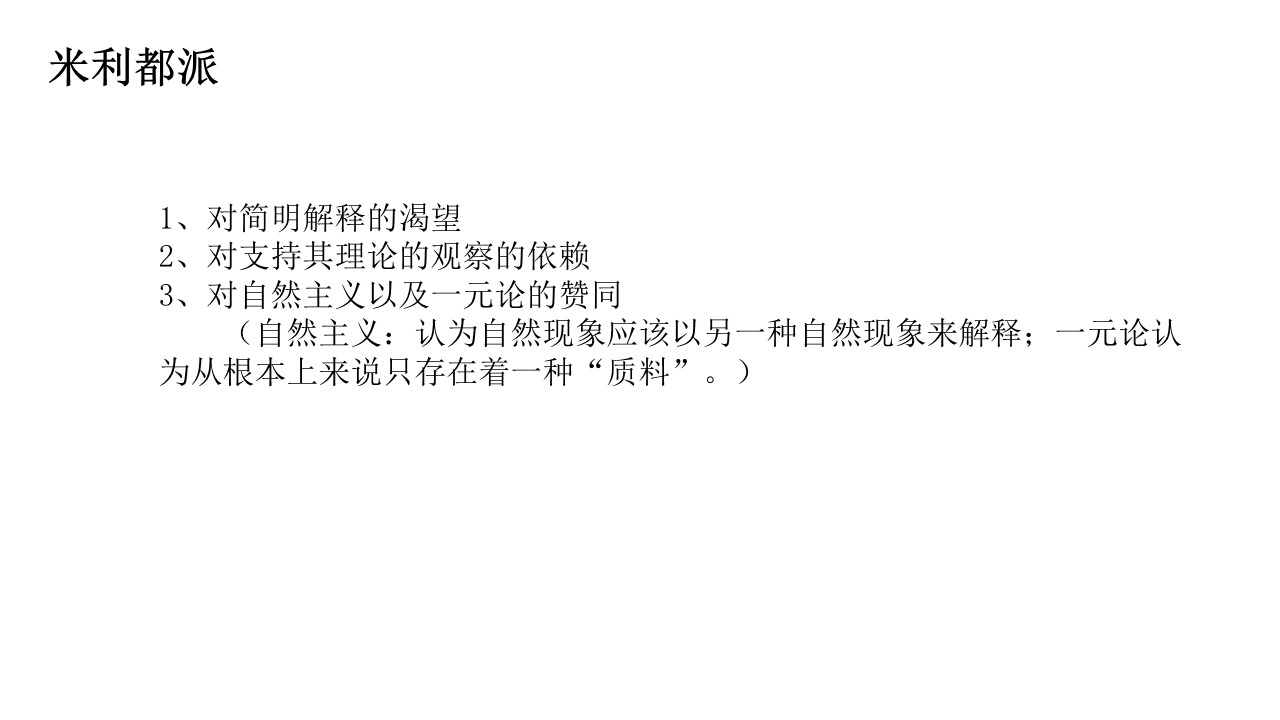 米利都派
1、对简明解释的渴望
2、对支持其理论的观察的依赖
3、对自然主义以及一元论的赞同
（自然主义：认为自然现象应该以另一种自然现象来解释；一元论认
为从根本上来说只存在着一种“质料”。）